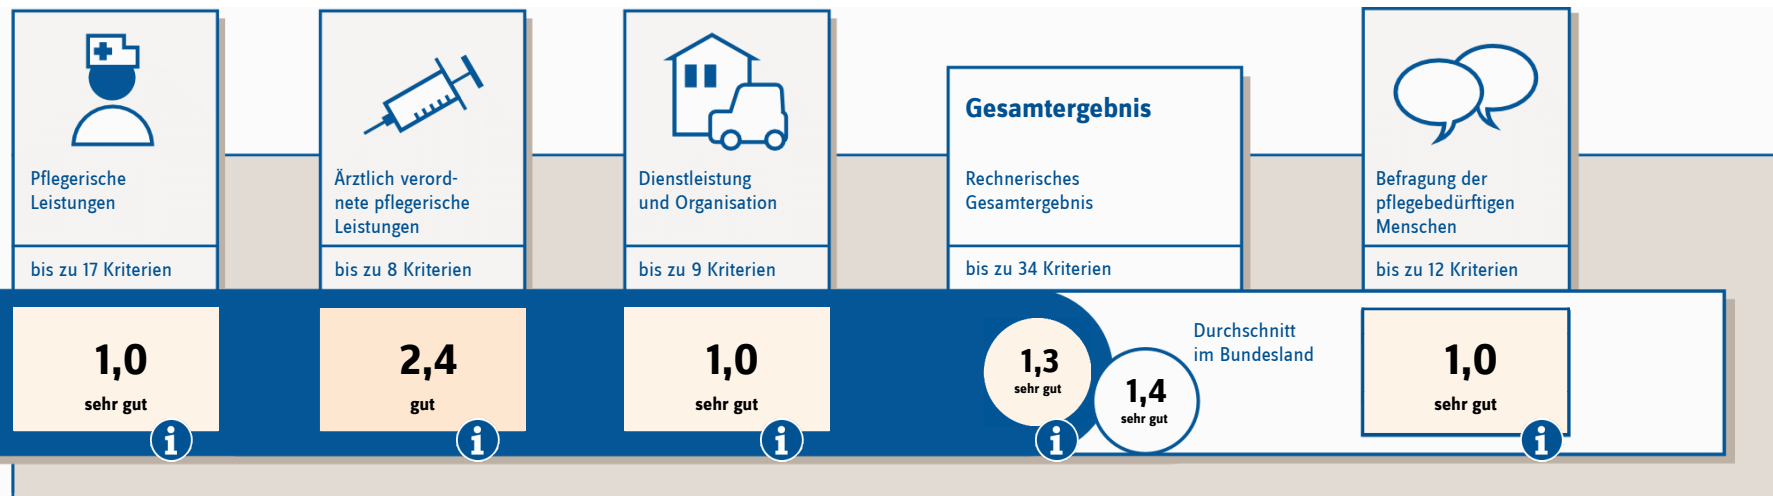 Pflegerische
Leistungen
bis zu 17 Kriterien
1,0
sehr gut
i
Ärztlich verord-
nete pflegerische
Leistungen
bis zu 8 Kriterien
2,4
gut
i
Dienstleistung
und Organisation
bis zu 9 Kriterien
1,0
sehr gut
i
Gesamtergebnis
Rechnerisches
Gesamtergebnis
bis zu 34 Kriterien
1,3
sehr gut
i
1,4
sehr gut
Durchschnitt
im Bundesland
Befragung der
pflegebedürftigen
Menschen
bis zu 12 Kriterien
1,0
sehr gut
i